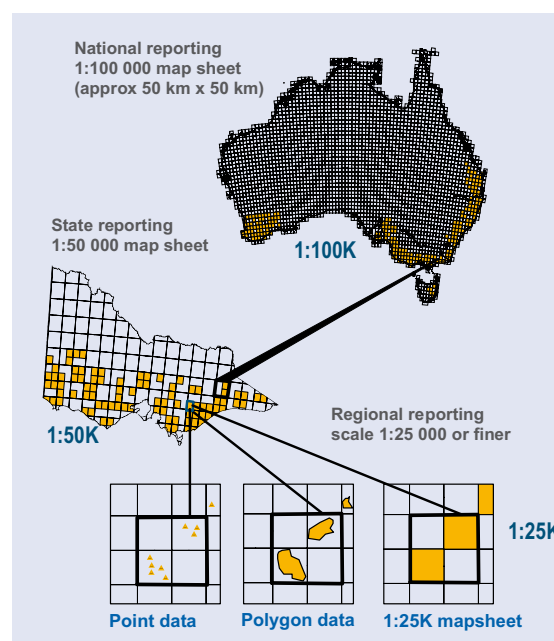 National reporting
1:100 000 map sheet
(approx 50 km x 50 km)
State reporting
1:50 000 map sheet
1:100K
1:50K
Regional reporting
scale 1:25 000 or finer
1:25K
Point data
Polygon data
1:25K mapsheet